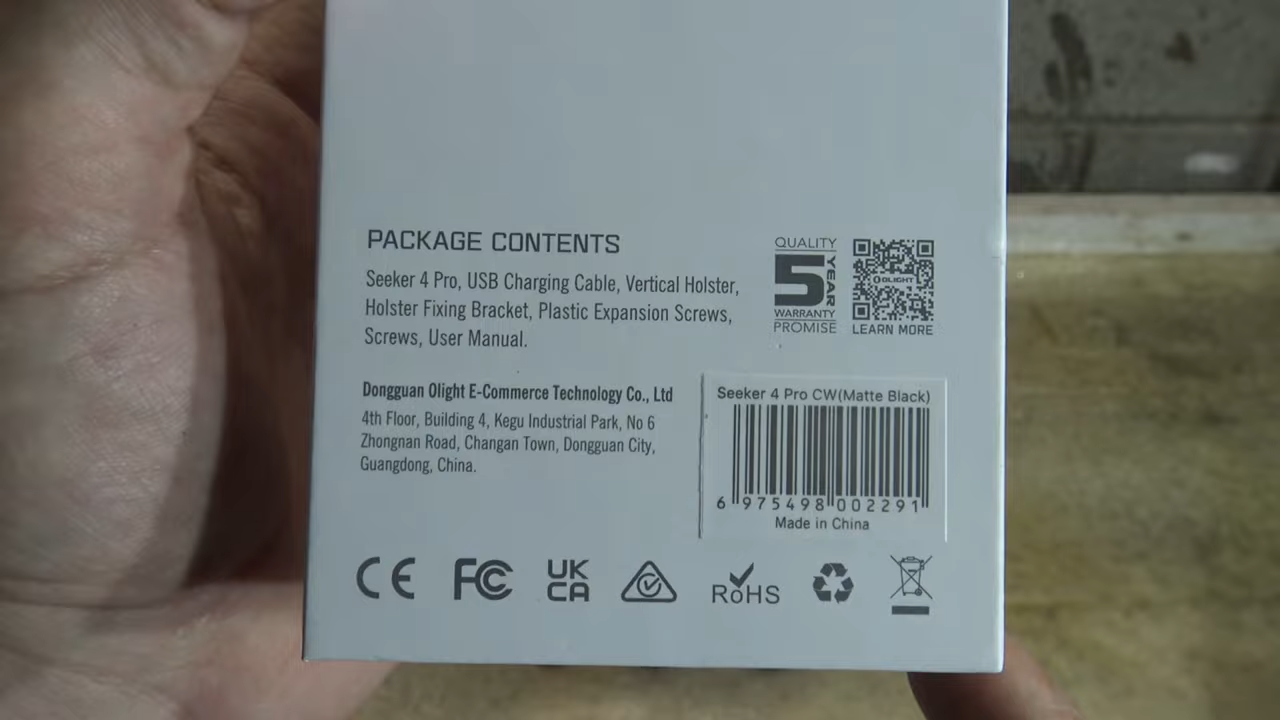 PACKAGE CONTENTS
Seeker 4 Pro, USB Charging Cable, Vertical Holster,
Holster Fixing Bracket, Plastic Expansion Screws,
Screws, User Manual.
QUALITY
5 YEAR
WARRANTY
PROMISE
OLIGHT
LEARN MORE
Dongguan Olight E-Commerce Technology Co., Ltd
4th Floor, Building 4, Kegu Industrial Park, No 6
Zhongnan Road, Changan Town, Dongguan City,
Guangdong, China.
Seeker 4 Pro CW(Matte Black)
6 975498 002291
Made in China
CE FC UK CA RoHS